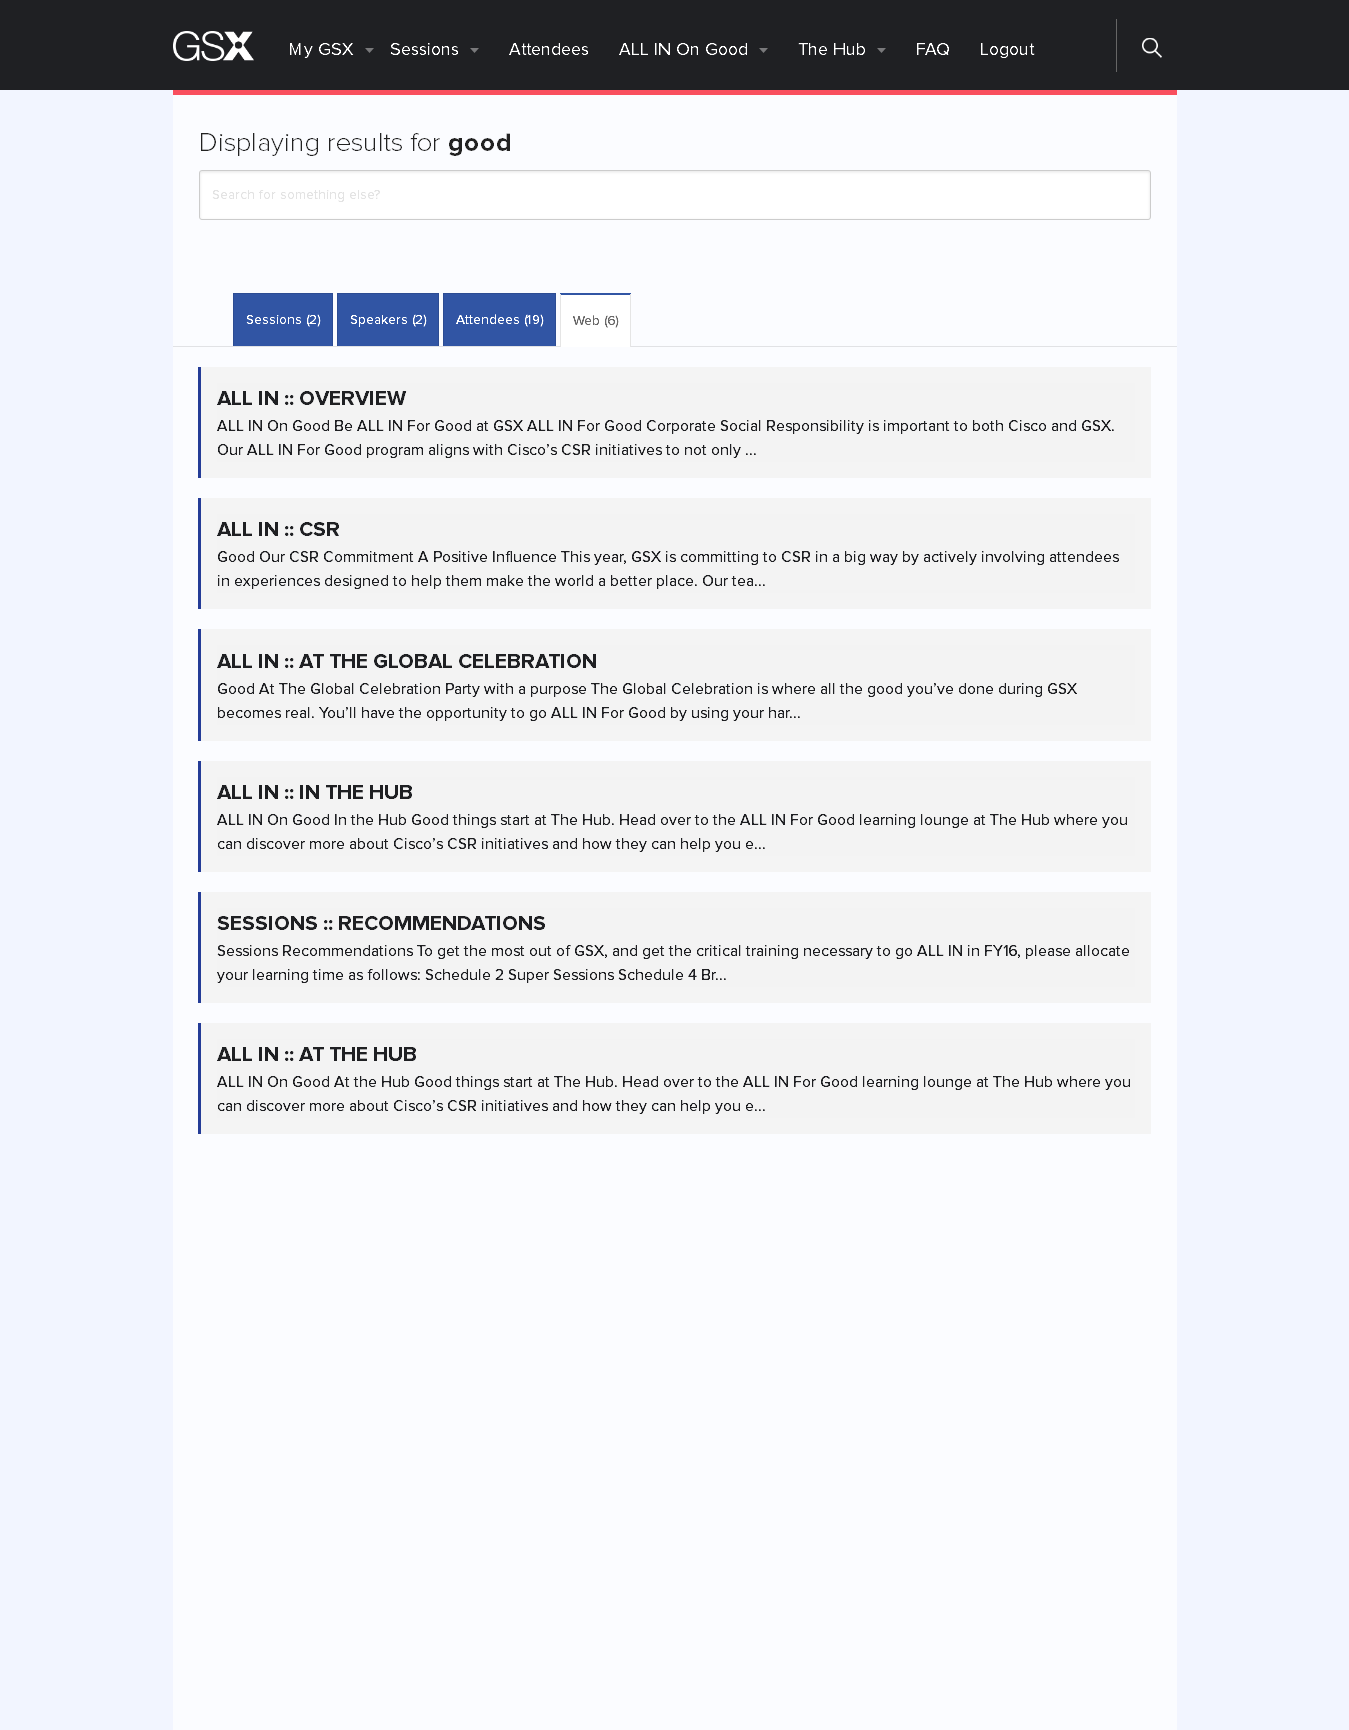 GSX My GSX Sessions Attendees ALL IN On Good The Hub FAQ Logout
Displaying results for good
Search for something else?
Sessions (2) Speakers (2) Attendees (19) Web (6)
ALL IN :: OVERVIEW
ALL IN On Good Be ALL IN For Good at GSX ALL IN For Good Corporate Social Responsibility is important to both Cisco and GSX.
Our ALL IN For Good program aligns with Cisco’s CSR initiatives to not only ...
ALL IN :: CSR
Good Our CSR Commitment A Positive Influence This year, GSX is committing to CSR in a big way by actively involving attendees
in experiences designed to help them make the world a better place. Our tea...
ALL IN :: AT THE GLOBAL CELEBRATION
Good At The Global Celebration Party with a purpose The Global Celebration is where all the good you’ve done during GSX
becomes real. You’ll have the opportunity to go ALL IN For Good by using your har...
ALL IN :: IN THE HUB
ALL IN On Good In the Hub Good things start at The Hub. Head over to the ALL IN For Good learning lounge at The Hub where you
can discover more about Cisco’s CSR initiatives and how they can help you e...
SESSIONS :: RECOMMENDATIONS
Sessions Recommendations To get the most out of GSX, and get the critical training necessary to go ALL IN in FY16, please allocate
your learning time as follows: Schedule 2 Super Sessions Schedule 4 Br...
ALL IN :: AT THE HUB
ALL IN On Good At the Hub Good things start at The Hub. Head over to the ALL IN For Good learning lounge at The Hub where you
can discover more about Cisco’s CSR initiatives and how they can help you e...